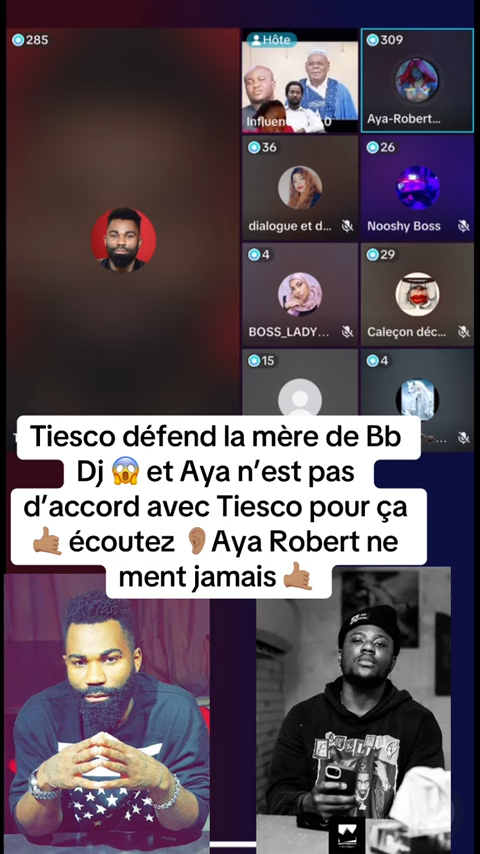 285
Hôte
309
Aya-Robert...
36
26
dialogue et d...
Nooshy Boss
4
29
BOSS_LADY...
Caleçon déc...
15
4
Tiesco défend la mère de Bb
Dj 😱 et Aya n’est pas
d’accord avec Tiesco pour ça
🤙🏽 écoutez 👂🏽Aya Robert ne
ment jamais 🤙🏽